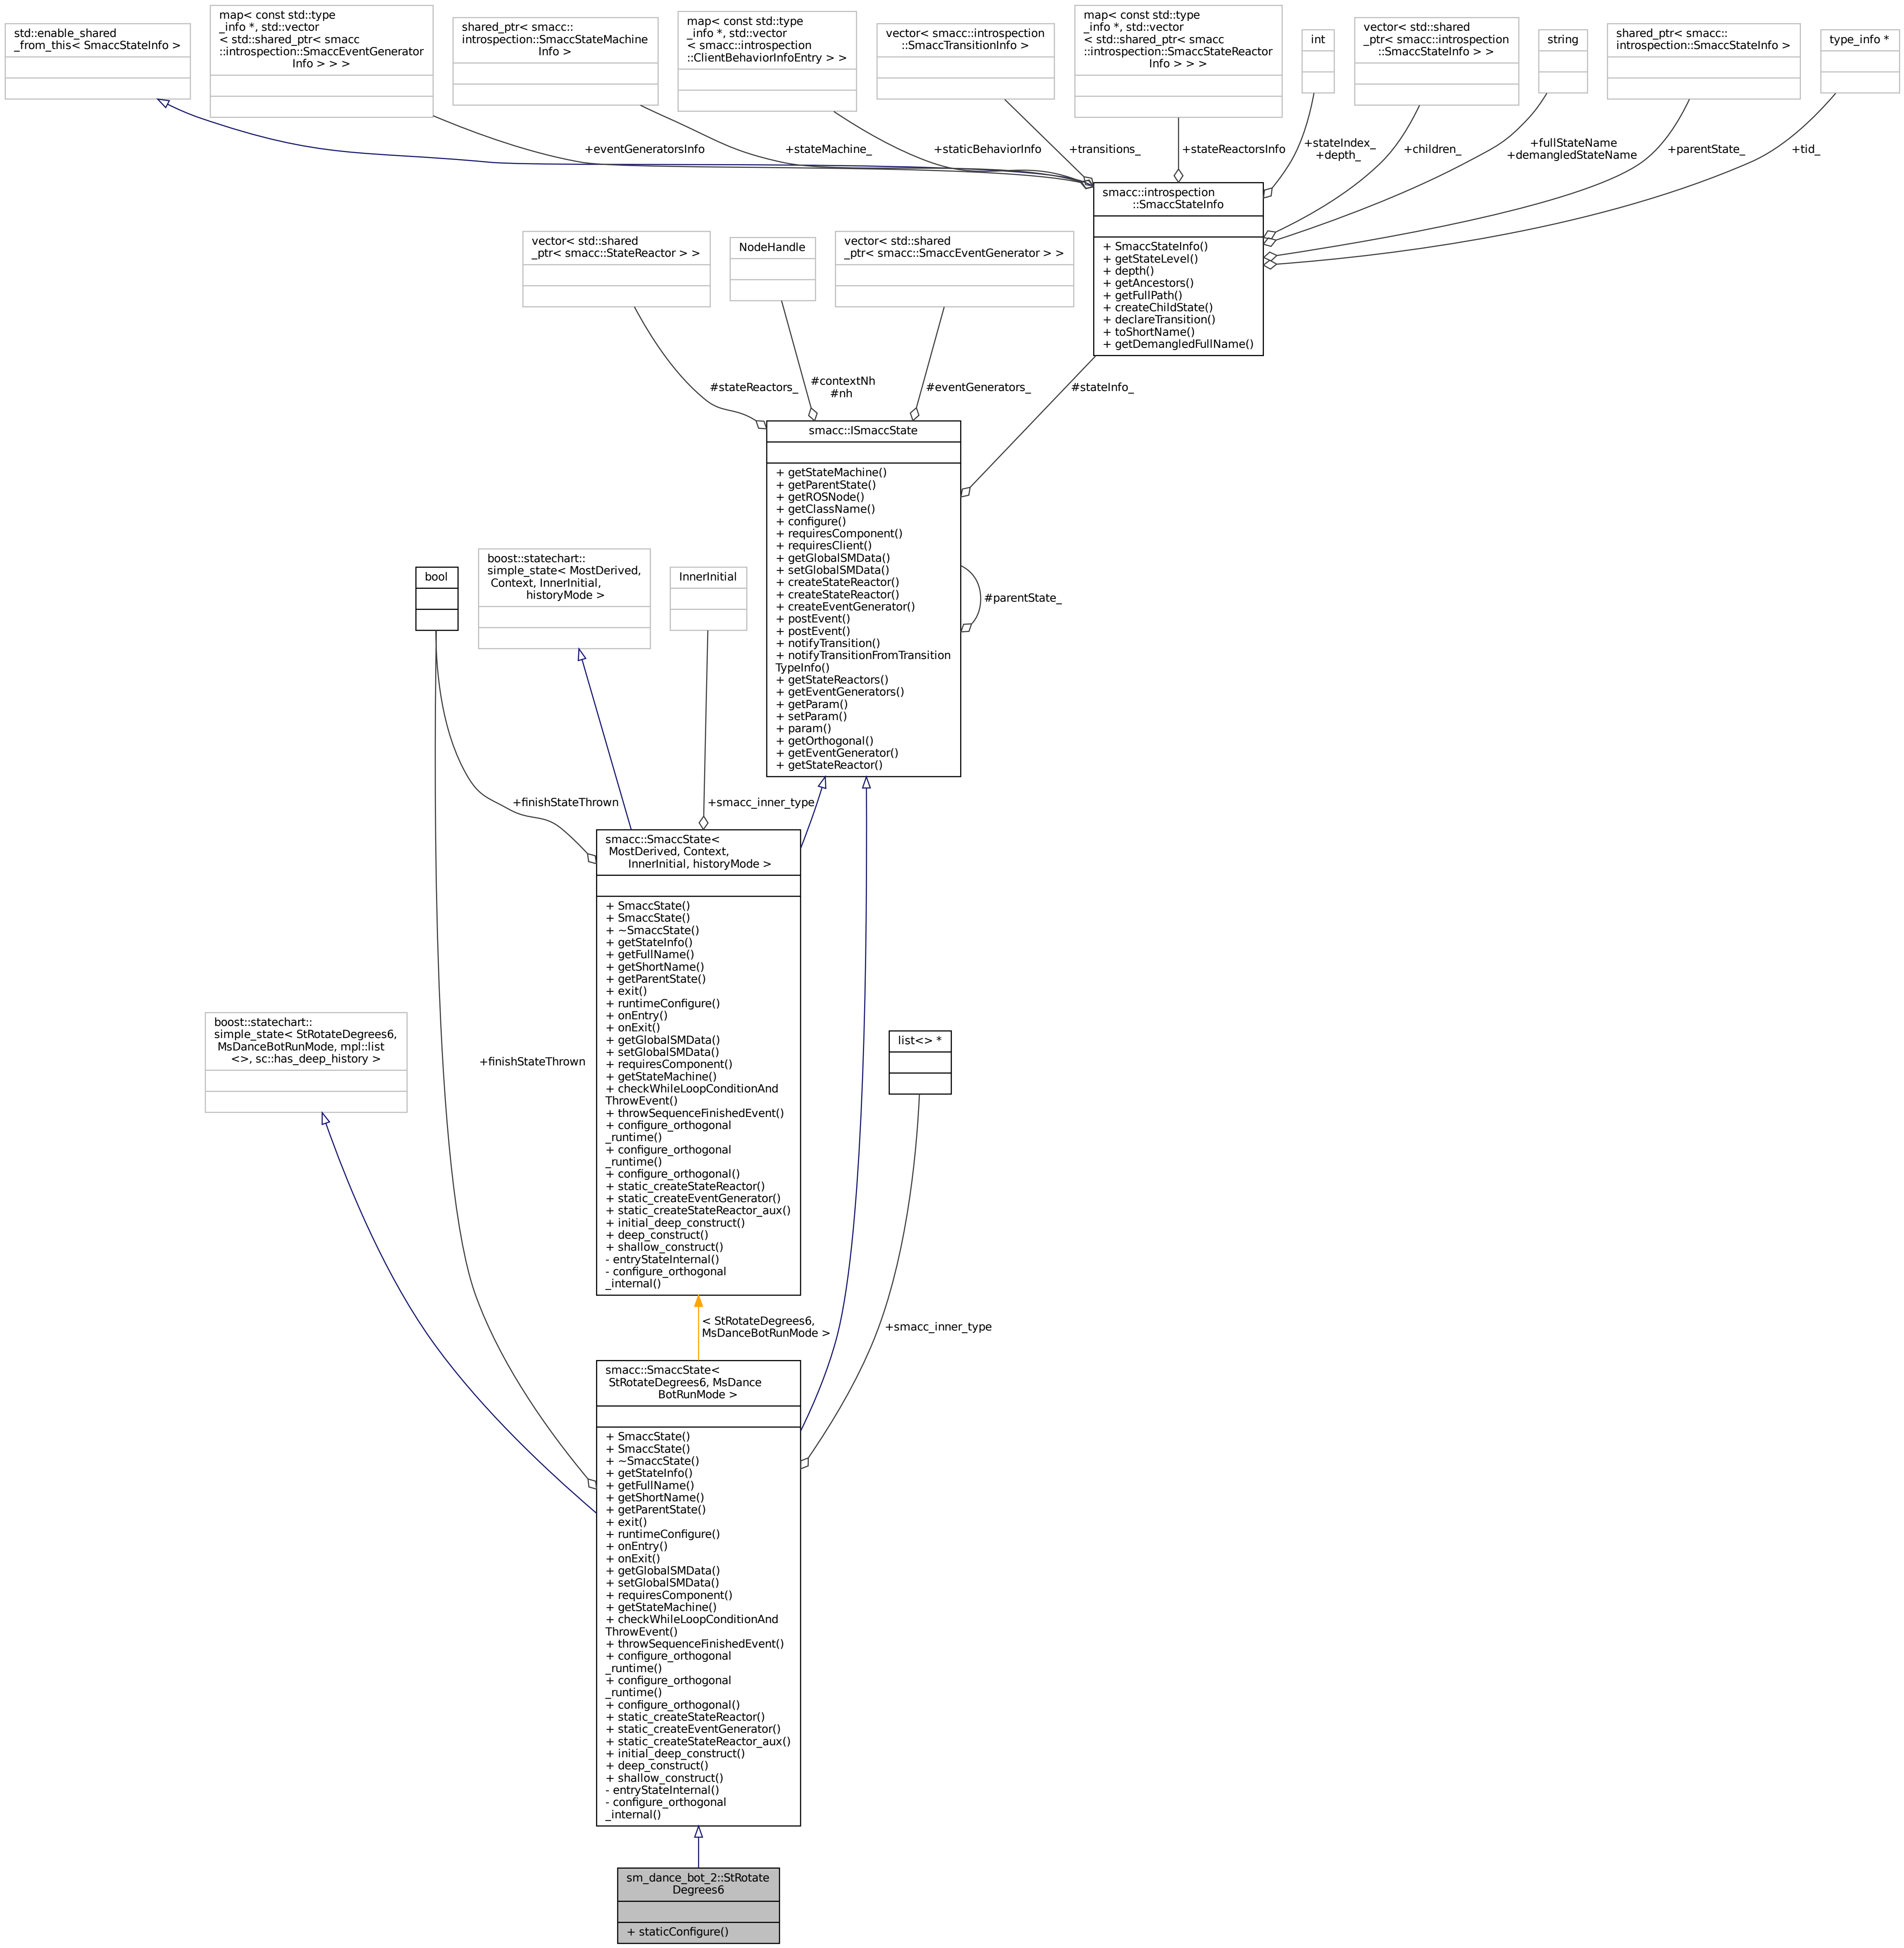 std::enable_shared
_from_this< SmaccStateInfo >
map< const std::type
_info *, std::vector
< std::shared_ptr< smacc
::introspection::SmaccEventGenerator
Info > > >
shared_ptr< smacc::
introspection::SmaccStateMachine
Info >
map< const std::type
_info *, std::vector
< smacc::introspection
::ClientBehaviorInfoEntry > >
vector< smacc::introspection
::SmaccTransitionInfo >
map< const std::type
_info *, std::vector
< std::shared_ptr< smacc
::introspection::SmaccStateReactor
Info > > >
int
vector< std::shared
_ptr< smacc::introspection
::SmaccStateInfo > >
string
shared_ptr< smacc::
introspection::SmaccStateInfo >
type_info *
+eventGeneratorsInfo
+stateMachine_
+staticBehaviorInfo
+transitions_
+stateReactorsInfo
+stateIndex_
+depth_
+children_
+fullStateName
+demangledStateName
+parentState_
+tid_
smacc::introspection
::SmaccStateInfo
+ SmaccStateInfo()
+ getStateLevel()
+ depth()
+ getAncestors()
+ getFullPath()
+ createChildState()
+ declareTransition()
+ toShortName()
+ getDemangledFullName()
vector< std::shared
_ptr< smacc::StateReactor > >
NodeHandle
vector< std::shared
_ptr< smacc::SmaccEventGenerator > >
#stateReactors_
#contextNh
#nh
#eventGenerators_
#stateInfo_
smacc::ISmaccState
+ getStateMachine()
+ getParentState()
+ getROSNode()
+ getClassName()
+ configure()
+ requiresComponent()
+ requiresClient()
+ getGlobalSMData()
+ setGlobalSMData()
+ createStateReactor()
+ createStateReactor()
+ createEventGenerator()
+ postEvent()
+ postEvent()
+ notifyTransition()
+ notifyTransitionFromTransition
TypeInfo()
+ getStateReactors()
+ getEventGenerators()
+ getParam()
+ setParam()
+ param()
+ getOrthogonal()
+ getEventGenerator()
+ getStateReactor()
#parentState_
bool
boost::statechart::
simple_state< MostDerived,
Context, InnerInitial,
historyMode >
InnerInitial
+finishStateThrown
+smacc_inner_type
smacc::SmaccState<
MostDerived, Context,
InnerInitial, historyMode >
+ SmaccState()
+ SmaccState()
+ ~SmaccState()
+ getStateInfo()
+ getFullName()
+ getShortName()
+ getParentState()
+ exit()
+ runtimeConfigure()
+ onEntry()
+ onExit()
+ getGlobalSMData()
+ setGlobalSMData()
+ requiresComponent()
+ getStateMachine()
+ checkWhileLoopConditionAnd
ThrowEvent()
+ throwSequenceFinishedEvent()
+ configure_orthogonal
_runtime()
+ configure_orthogonal
_runtime()
+ configure_orthogonal()
+ static_createStateReactor()
+ static_createEventGenerator()
+ static_createStateReactor_aux()
+ initial_deep_construct()
+ deep_construct()
+ shallow_construct()
- entryStateInternal()
- configure_orthogonal
_internal()
boost::statechart::
simple_state< StRotateDegrees6,
MsDanceBotRunMode, mpl::list
<>, sc::has_deep_history >
+finishStateThrown
list<> *
< StRotateDegrees6,
MsDanceBotRunMode >
+smacc_inner_type
smacc::SmaccState<
StRotateDegrees6, MsDance
BotRunMode >
+ SmaccState()
+ SmaccState()
+ ~SmaccState()
+ getStateInfo()
+ getFullName()
+ getShortName()
+ getParentState()
+ exit()
+ runtimeConfigure()
+ onEntry()
+ onExit()
+ getGlobalSMData()
+ setGlobalSMData()
+ requiresComponent()
+ getStateMachine()
+ checkWhileLoopConditionAnd
ThrowEvent()
+ throwSequenceFinishedEvent()
+ configure_orthogonal
_runtime()
+ configure_orthogonal
_runtime()
+ configure_orthogonal()
+ static_createStateReactor()
+ static_createEventGenerator()
+ static_createStateReactor_aux()
+ initial_deep_construct()
+ deep_construct()
+ shallow_construct()
- entryStateInternal()
- configure_orthogonal
_internal()
sm_dance_bot_2::StRotate
Degrees6
+ staticConfigure()